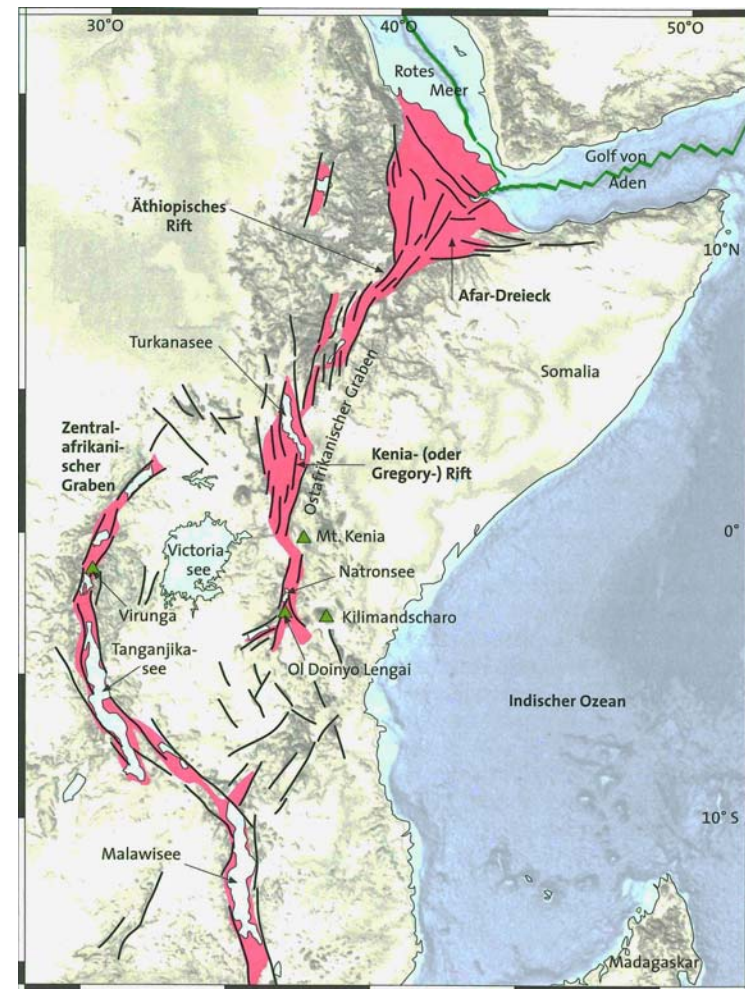 30°O
40°O
50°O
Rotes
Meer
Golf von
Aden
Äthiopisches
Rift
10°N
Afar-Dreieck
Turkanasee
Somalia
Ostafrikanischer Graben
Zentral-
afrikani-
scher
Graben
Kenia- (oder
Gregory-) Rift
0°
Mt. Kenia
Victoria-
see
Natronsee
Virunga
Kilimandscharo
Tanganjika-
see
Ol Doinyo Lengai
Indischer Ozean
10° S
Malawisee
Madagaskar